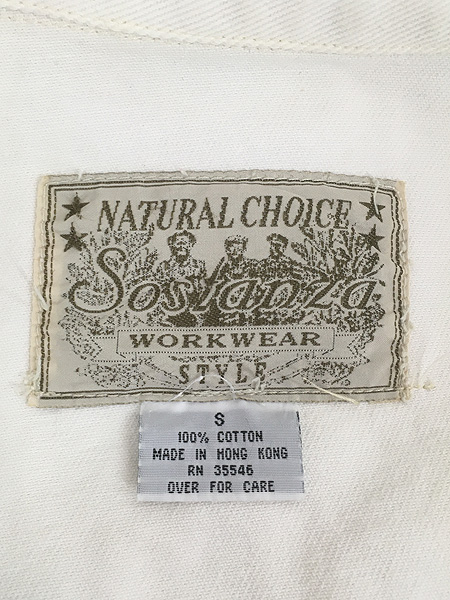 NATURAL CHOICE
Sostanza
WORKWEAR
STYLE
S
100% COTTON
MADE IN HONG KONG
RN 35546
OVER FOR CARE